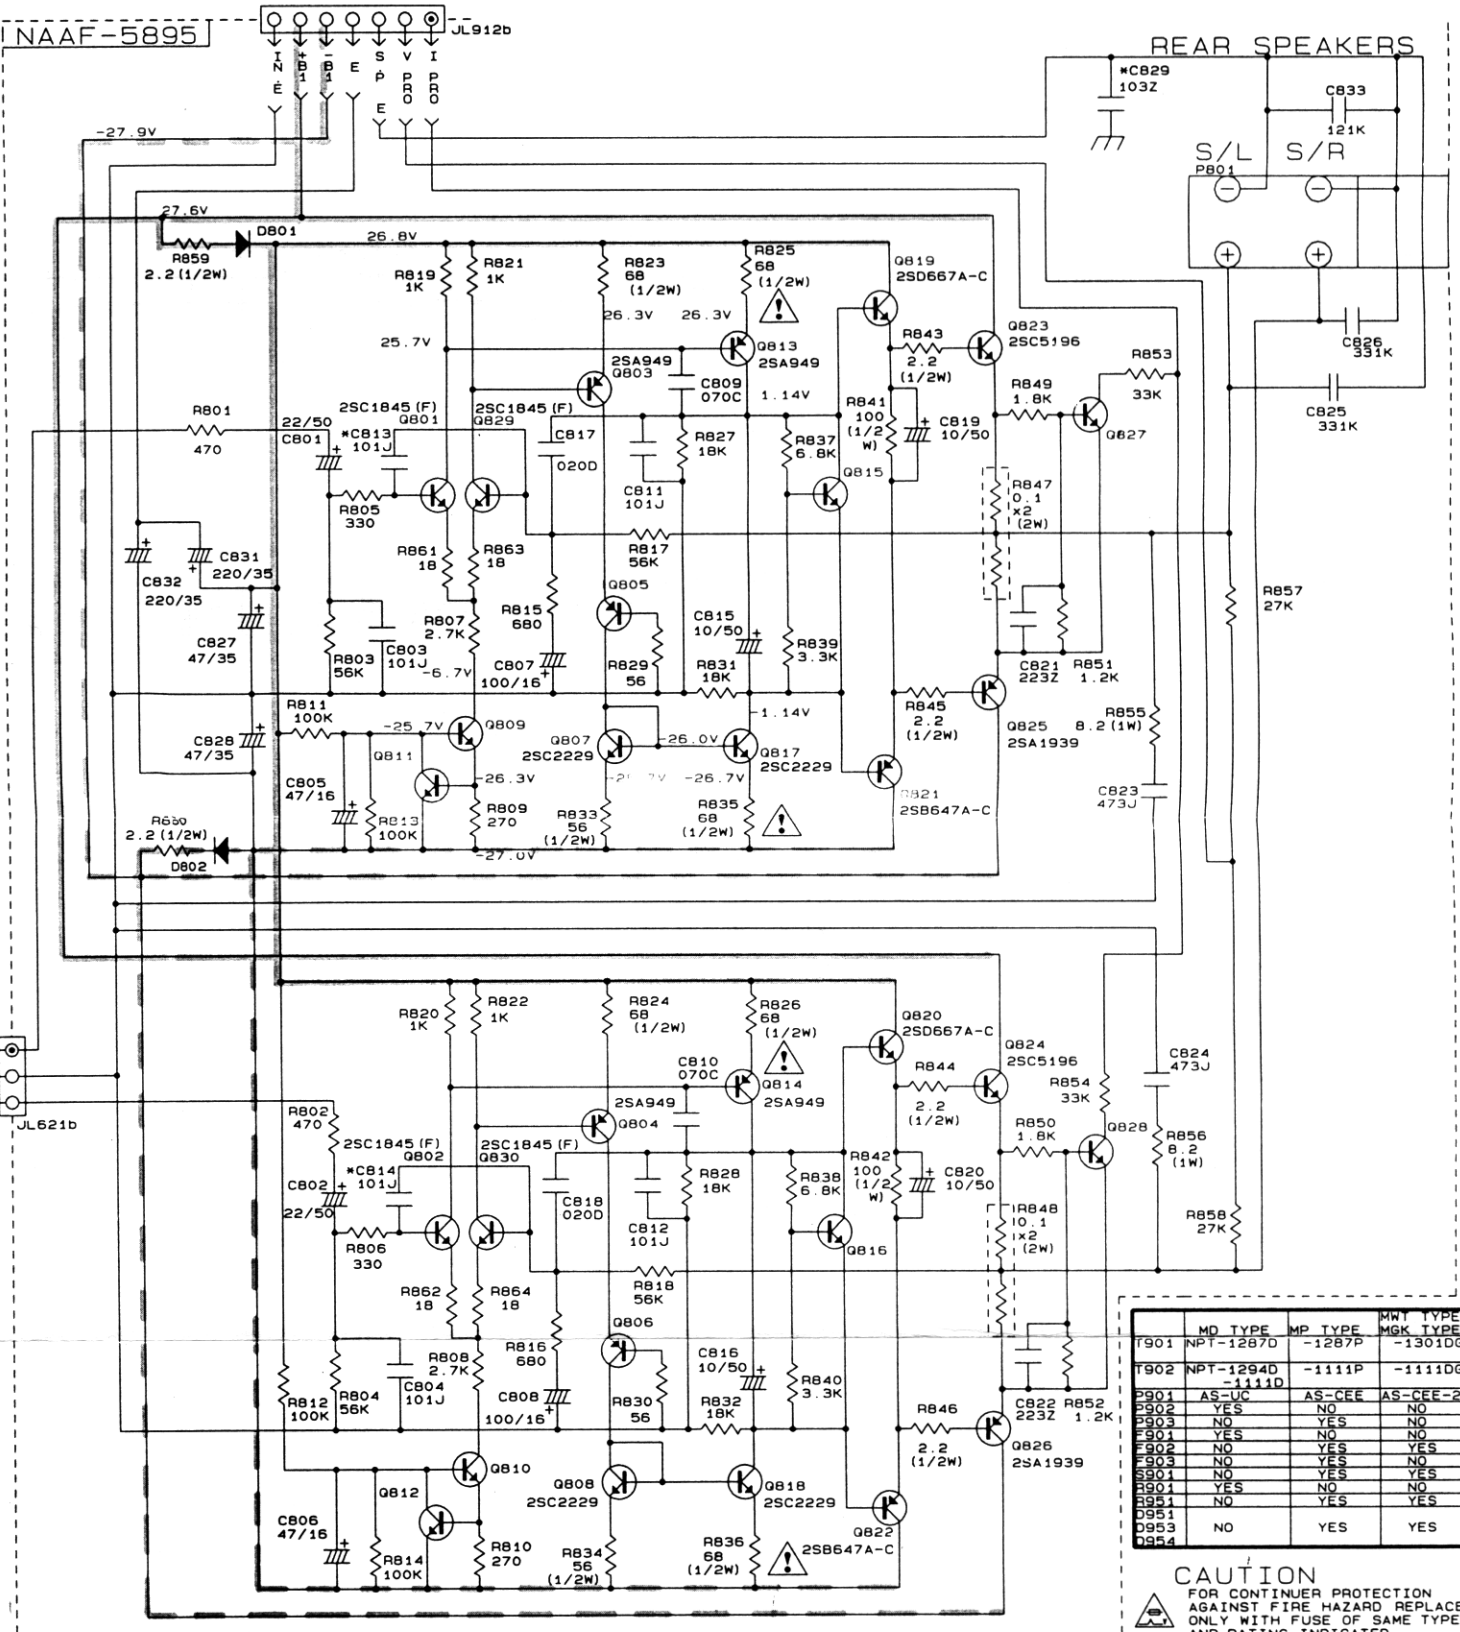 NAAF-5895
JL912b
IN.E
+B1
-B1
E
S.P E
V PRO
I PRO
REAR SPEAKERS
*C829
103Z
C833
121K
S/L S/R
P801
-27.9V
27.6V
D801
26.8V
R859
2.2(1/2W)
R819
1K
R821
1K
R823
68
(1/2W)
R825
68
(1/2W)
Q819
2SD667A-C
26.3V 26.3V
25.7V
2SA949
Q803
Q813
2SA949
C809
070C
1.14V
R843
2.2
(1/2W)
Q823
2SC5196
R853
33K
C826
331K
C825
331K
R801
470
22/50
C801
2SC1845(F)
Q801
*C813
101J
2SC1845(F)
Q829
C817
020D
C811
101J
R827
18K
R837
6.8K
R841
100
(1/2
W)
C819
10/50
R849
1.8K
Q827
Q815
R847
0.1
x2
(2W)
R805
330
R861
18
R863
18
R817
56K
C832
220/35
C831
220/35
C827
47/35
R803
56K
C803
101J
R807
2.7K
-6.7V
R815
680
C807
100/16
Q805
R829
56
C815
10/50
R831
18K
R839
3.3K
C821
223Z
R851
1.2K
R857
27K
R811
100K
-25.7V
Q809
C828
47/35
Q811
-26.3V
Q807
2SC2229
-26.0V
-1.14V
Q817
2SC2229
-26.7V
R845
2.2
(1/2W)
Q825
2SA1939
R855
8.2(1W)
C805
47/16
R813
100K
R809
270
R833
56
(1/2W)
R835
68
(1/2W)
2SB647A-C
C823
473J
2.2(1/2W)
D802
-27.0V
R820
1K
R822
1K
R824
68
(1/2W)
R826
68
(1/2W)
Q820
2SD667A-C
C810
070C
Q814
2SA949
R844
2.2
(1/2W)
Q824
2SC5196
R854
33K
C824
473J
JL621b
R802
470
2SC1845(F)
Q802
*C814
101J
2SC1845(F)
Q830
2SA949
Q804
C802
22/50
C818
020D
C812
101J
R828
18K
R838
6.8K
R842
100
(1/2
W)
C820
10/50
R850
1.8K
Q828
R856
8.2
(1W)
R848
0.1
x2
(2W)
R858
27K
R806
330
Q816
R862
18
R864
18
R818
56K
R812
100K
R804
56K
C804
101J
R808
2.7K
R816
680
C808
100/16
Q806
R830
56
C816
10/50
R832
18K
R840
3.3K
C822
223Z
R852
1.2K
R846
2.2
(1/2W)
Q826
2SA1939
Q810
Q812
Q808
2SC2229
Q818
2SC2229
Q822
2SB647A-C
C806
47/16
R814
100K
R810
270
R834
56
(1/2W)
R836
68
(1/2W)
MD TYPE MP TYPE MWT TYPE
MGK TYPE
T901 NPT-1287D -1287P -1301DG
T902 NPT-1294D -1111P -1111DG
-1111D
P901 AS-UC AS-CEE AS-CEE-2
P902 YES NO NO
P903 NO YES NO
F901 YES NO NO
F902 NO YES YES
F903 NO YES NO
S901 NO YES YES
R901 YES NO NO
R951 NO YES YES
D951
D953 NO YES YES
D954
CAUTION
FOR CONTINUER PROTECTION
AGAINST FIRE HAZARD REPLACE
ONLY WITH FUSE OF SAME TYPE
AND RATING INDICATED